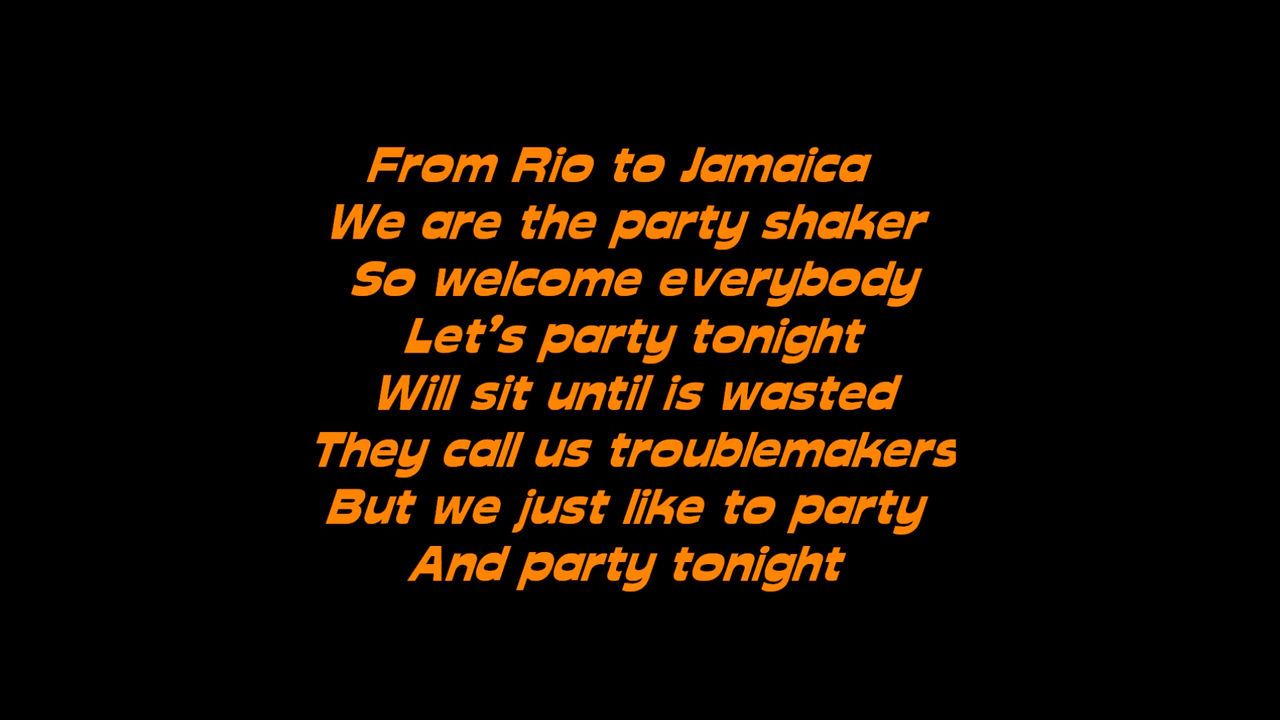 From Rio to Jamaica
We are the party shaker
So welcome everybody
Let's party tonight
Will sit until is wasted
They call us troublemakers
But we just like to party
And party tonight